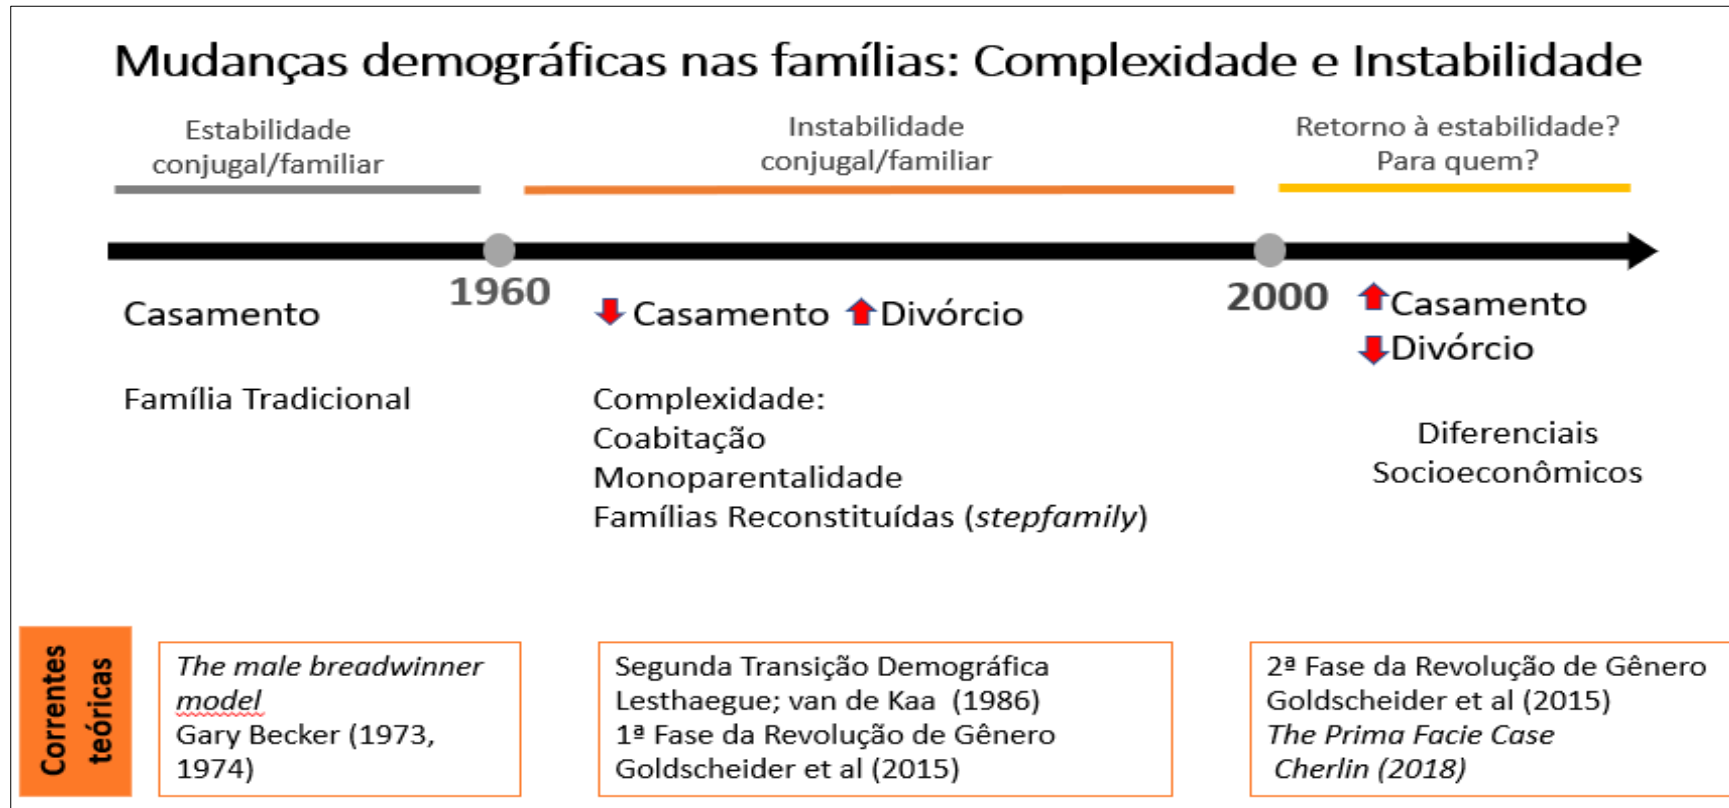 Mudanças demográficas nas famílias: Complexidade e Instabilidade
Estabilidade
conjugal/familiar
Instabilidade
conjugal/familiar
Retorno à estabilidade?
Para quem?
1960
2000
Casamento
Família Tradicional
Casamento Divórcio
Complexidade:
Coabitação
Monoparentalidade
Famílias Reconstituídas (stepfamily)
Casamento
Divórcio
Diferenciais
Socioeconômicos
Correntes
teóricas
The male breadwinner
model
Gary Becker (1973,
1974)
Segunda Transição Demográfica
Lesthaegue; van de Kaa (1986)
1ª Fase da Revolução de Gênero
Goldscheider et al (2015)
2ª Fase da Revolução de Gênero
Goldscheider et al (2015)
The Prima Facie Case
Cherlin (2018)